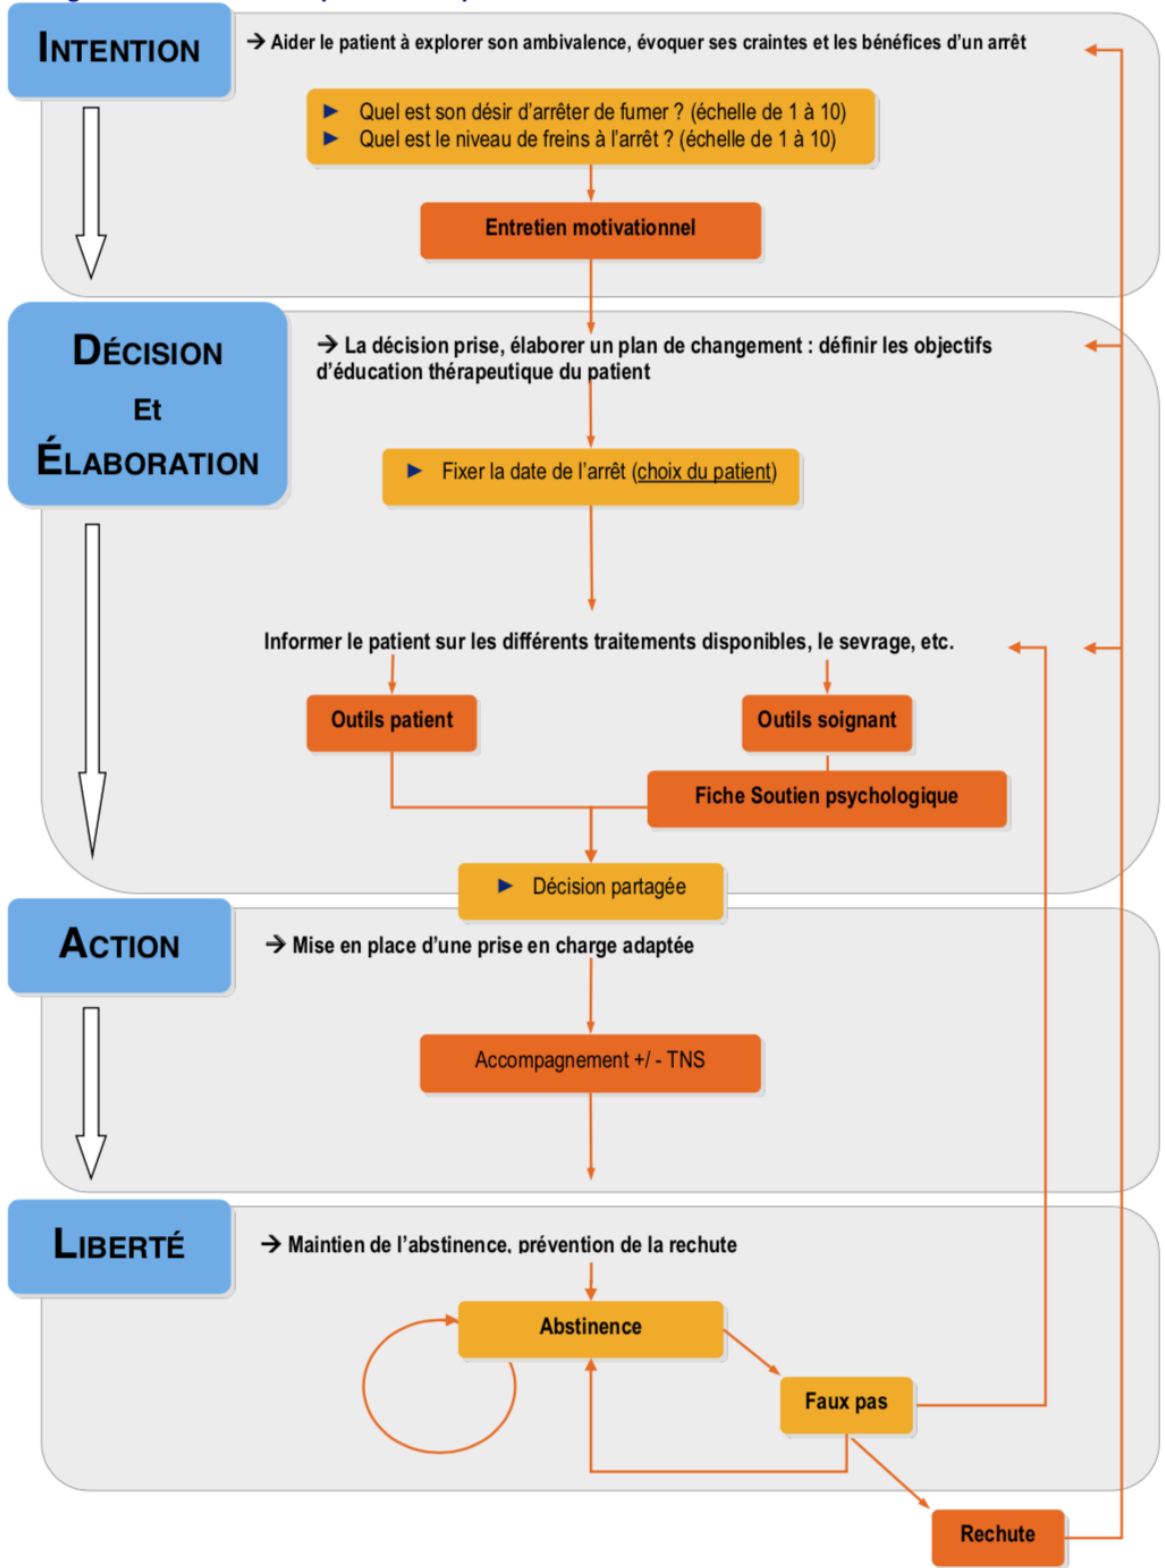 INTENTION
→ Aider le patient à explorer son ambivalence, évoquer ses craintes et les bénéfices d'un arrêt
► Quel est son désir d'arrêter de fumer ? (échelle de 1 à 10)
► Quel est le niveau de freins à l'arrêt ? (échelle de 1 à 10)
Entretien motivationnel
DÉCISION
Et
ÉLABORATION
→ La décision prise, élaborer un plan de changement : définir les objectifs
d'éducation thérapeutique du patient
► Fixer la date de l'arrêt (choix du patient)
Informer le patient sur les différents traitements disponibles, le sevrage, etc.
Outils patient
Outils soignant
Fiche Soutien psychologique
► Décision partagée
ACTION
→ Mise en place d'une prise en charge adaptée
Accompagnement +/ - TNS
LIBERTÉ
→ Maintien de l'abstinence, prévention de la rechute
Abstinence
Faux pas
Rechute